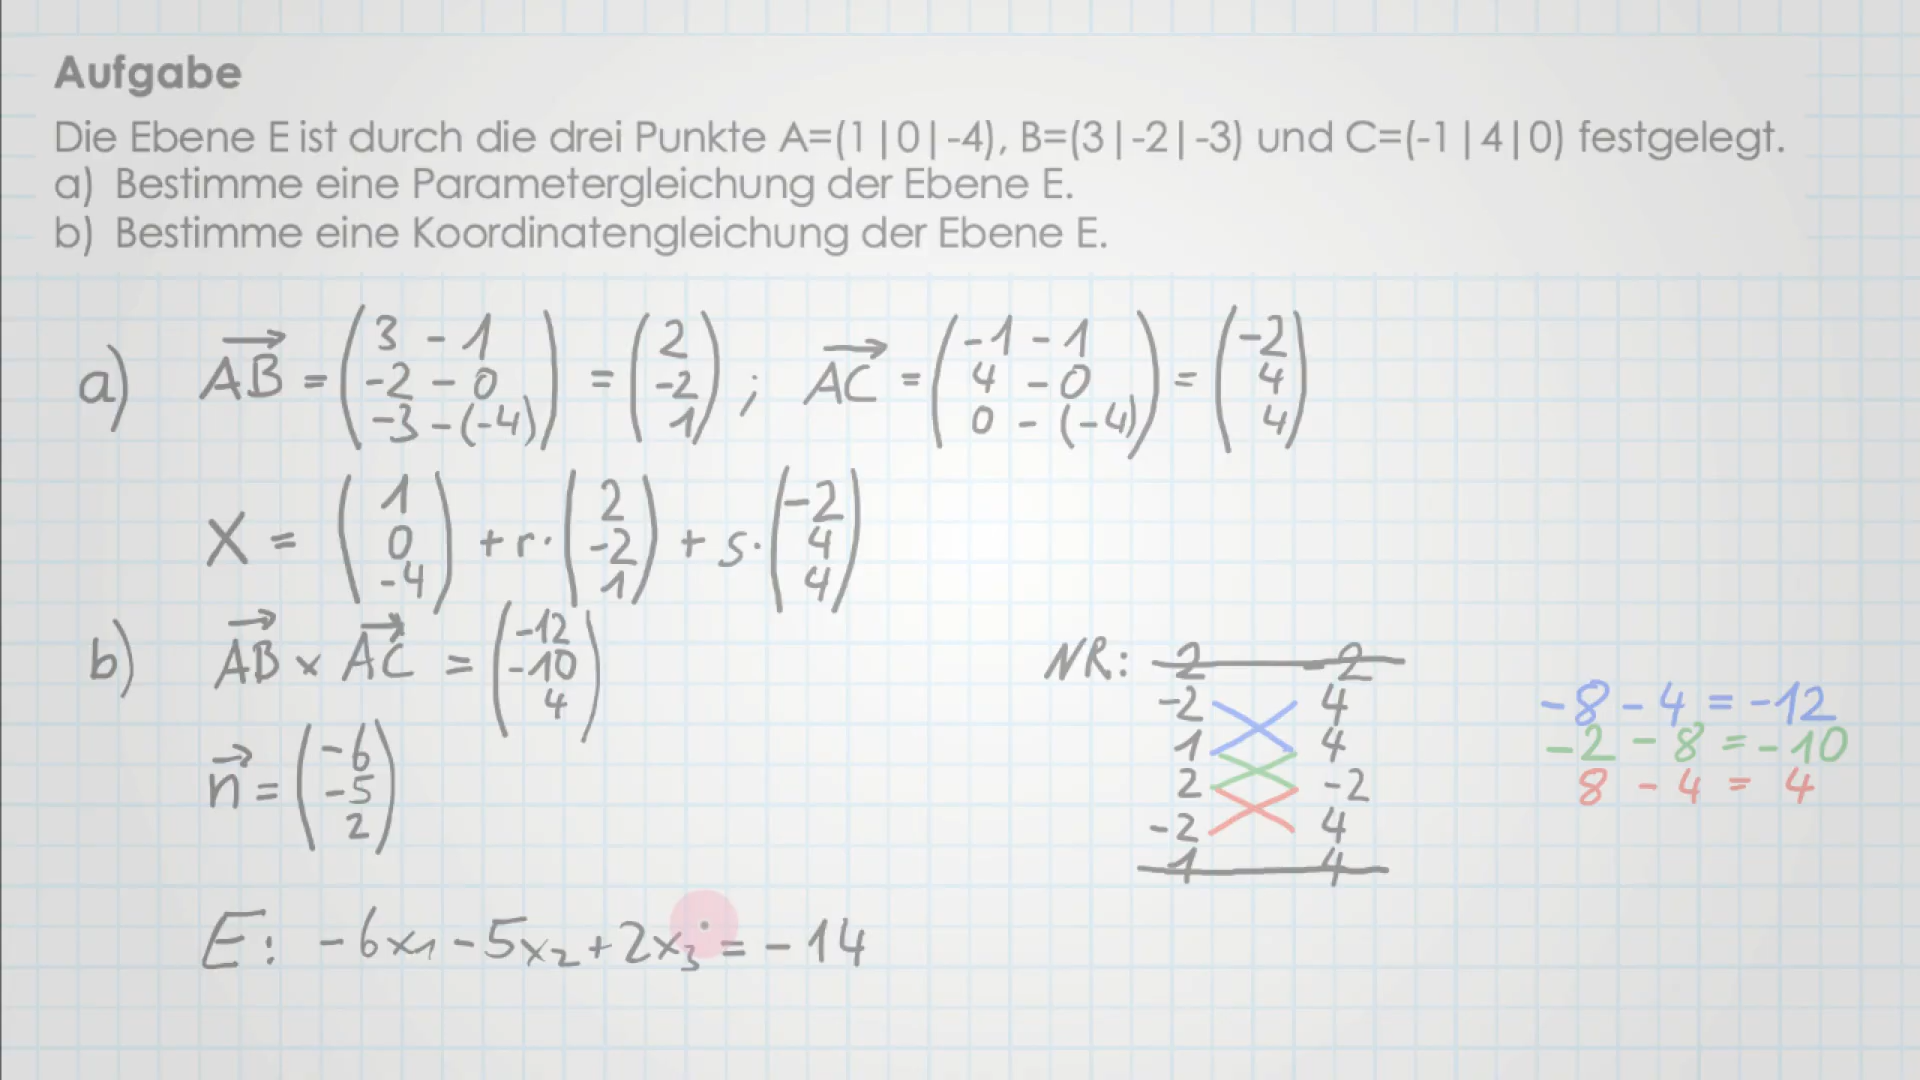 Aufgabe
Die Ebene E ist durch die drei Punkte A=(1|0|-4), B=(3|-2|-3) und C=(-1|4|0) festgelegt.
a) Bestimme eine Parametergleichung der Ebene E.
b) Bestimme eine Koordinatengleichung der Ebene E.
a) AB = (3 - 1 / -2 - 0 / -3 - (-4)) = (2 / -2 / 1) ; AC = (-1 - 1 / 4 - 0 / 0 - (-4)) = (-2 / 4 / 4)
X = (1 / 0 / -4) + r · (2 / -2 / 1) + s · (-2 / 4 / 4)
b) AB × AC = (-12 / -10 / 4)
n = (-6 / -5 / 2)
E: -6x₁ - 5x₂ + 2x₃ = -14
NR: 2 -2
-2 4
1 4
2 -2
-2 4
1 4
-8 - 4 = -12
-2 - 8 = -10
8 - 4 = 4